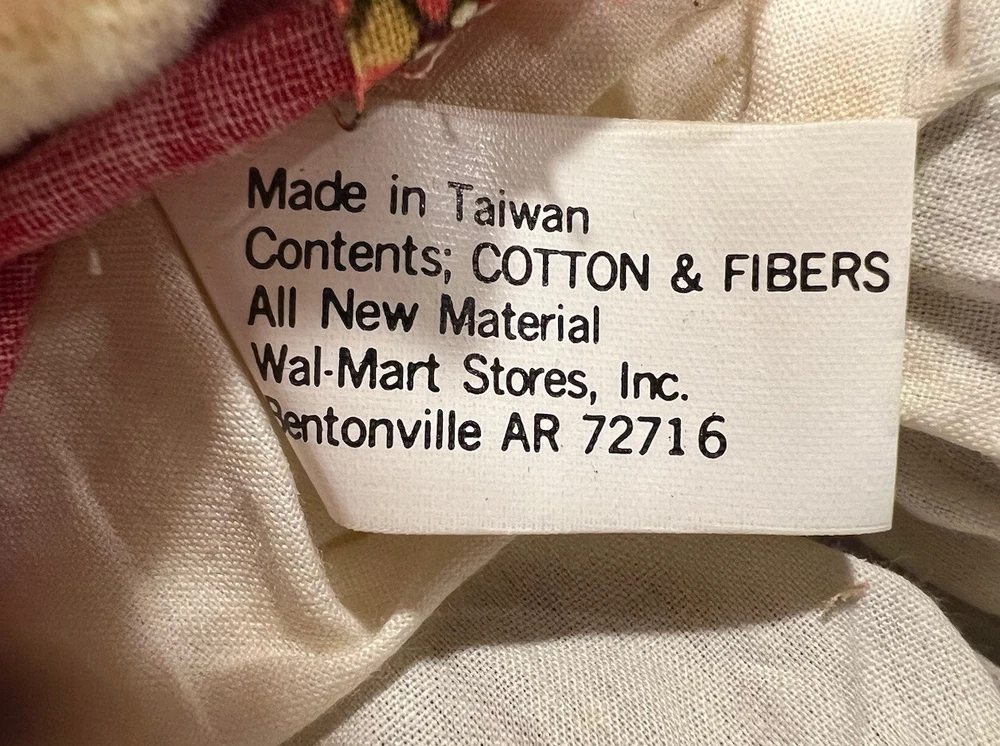 Made in Taiwan
Contents; COTTON & FIBERS
All New Material
Wal-Mart Stores, Inc.
Bentonville AR 72716